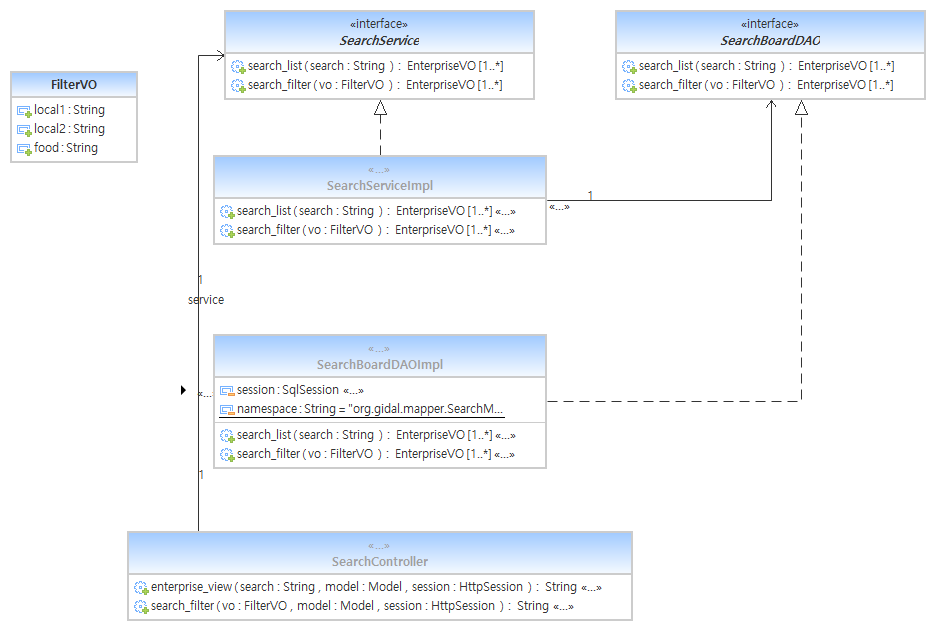 «interface»
SearchService
search_list ( search : String ) : EnterpriseVO [1..*]
search_filter ( vo : FilterVO ) : EnterpriseVO [1..*]
«interface»
SearchBoardDAO
search_list ( search : String ) : EnterpriseVO [1..*]
search_filter ( vo : FilterVO ) : EnterpriseVO [1..*]
FilterVO
local1 : String
local2 : String
food : String
«...»
SearchServiceImpl
search_list ( search : String ) : EnterpriseVO [1..*] «...»
search_filter ( vo : FilterVO ) : EnterpriseVO [1..*] «...»
1
«...»
1
service
«...»
SearchBoardDAOImpl
session : SqlSession «...»
namespace : String = "org.gidal.mapper.SearchM...
search_list ( search : String ) : EnterpriseVO [1..*] «...»
search_filter ( vo : FilterVO ) : EnterpriseVO [1..*] «...»
«...
1
«...»
SearchController
enterprise_view ( search : String , model : Model , session : HttpSession ) : String «...»
search_filter ( vo : FilterVO , model : Model , session : HttpSession ) : String «...»